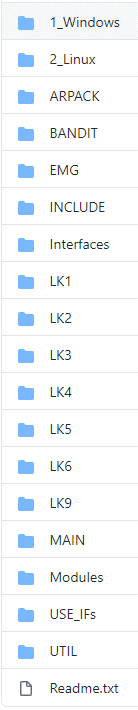 1_Windows
2_Linux
ARPACK
BANDIT
EMG
INCLUDE
Interfaces
LK1
LK2
LK3
LK4
LK5
LK6
LK9
MAIN
Modules
USE_IFs
UTIL
Readme.txt